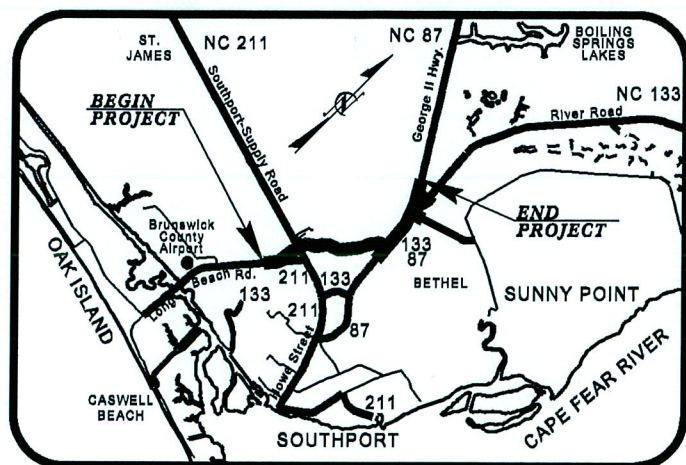 ST.
JAMES
NC 211
NC 87
BOILING
SPRINGS
LAKES
NC 133
River Road
George II Hwy.
Southport-Supply Road
BEGIN
PROJECT
END
PROJECT
Brunswick
County
Airport
OAK ISLAND
Long Beach Rd.
133
211
133
211
87
133
87
BETHEL
SUNNY POINT
Howe Street
CASWELL
BEACH
211
SOUTHPORT
CAPE FEAR RIVER